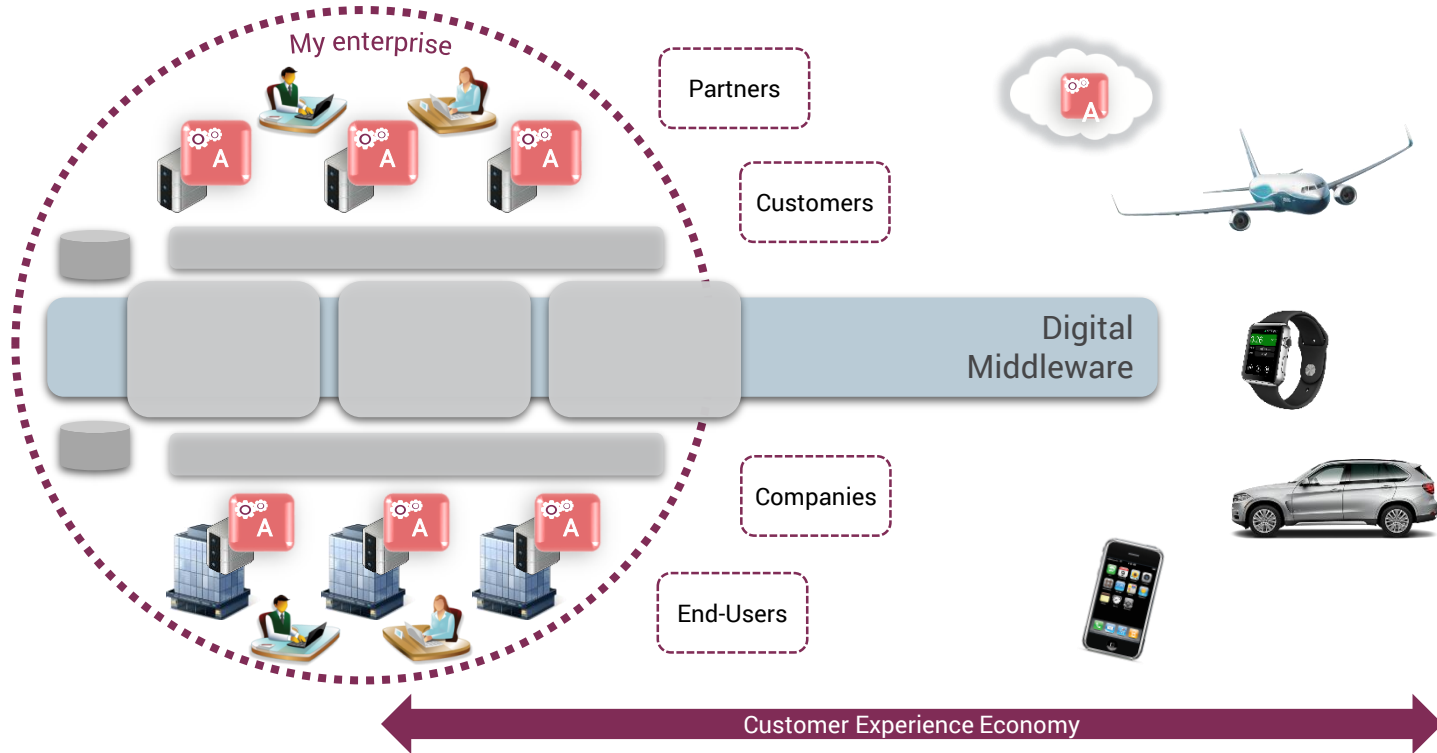 My enterprise
Partners
A
A
A
A
Customers
Digital
Middleware
Companies
A
A
A
End-Users
Customer Experience Economy